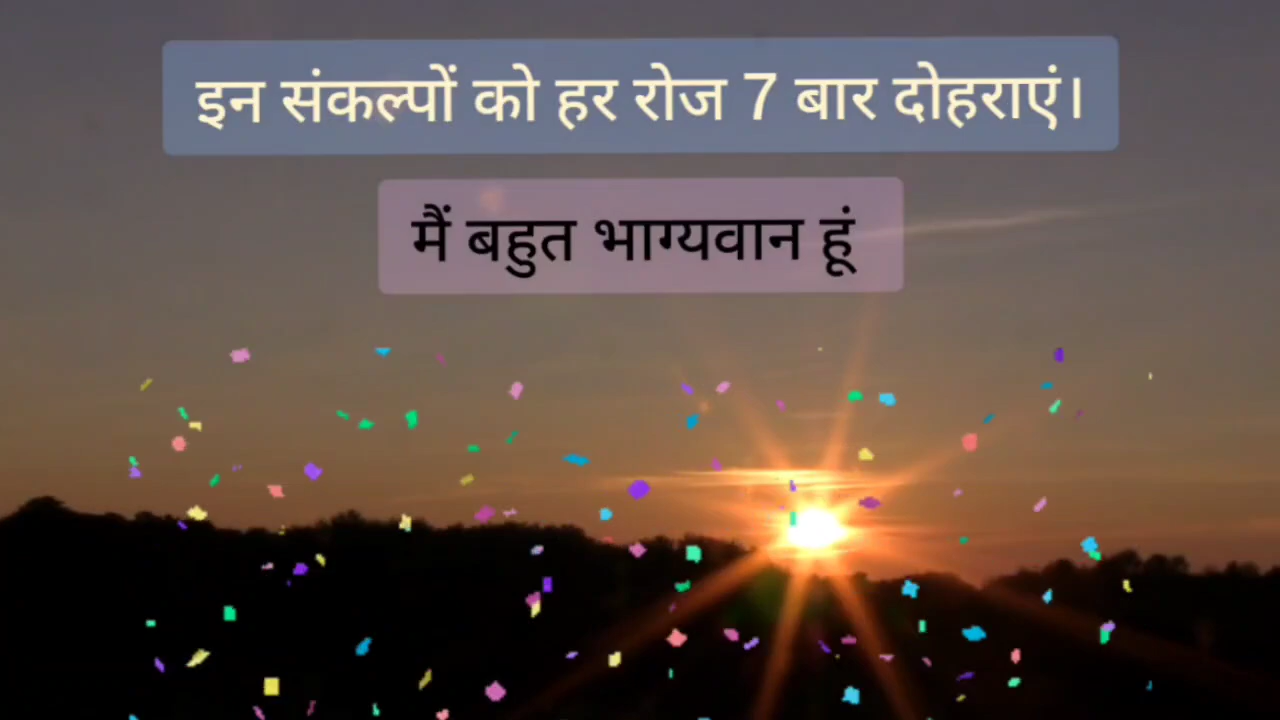 इन संकल्पों को हर रोज 7 बार दोहराएं।
मैं बहुत भाग्यवान हूं